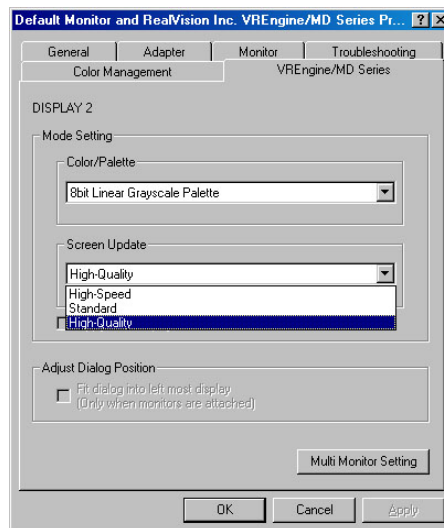 Default Monitor and RealVision Inc. VREngine/MD Series Pr...
General Adapter Monitor Troubleshooting
Color Management VREngine/MD Series
DISPLAY 2
Mode Setting
Color/Palette
8bit Linear Grayscale Palette
Screen Update
High-Quality
High-Speed
Standard
High-Quality
Adjust Dialog Position
Fit dialog into left most display
(Only when monitors are attached)
Multi Monitor Setting
OK Cancel Apply